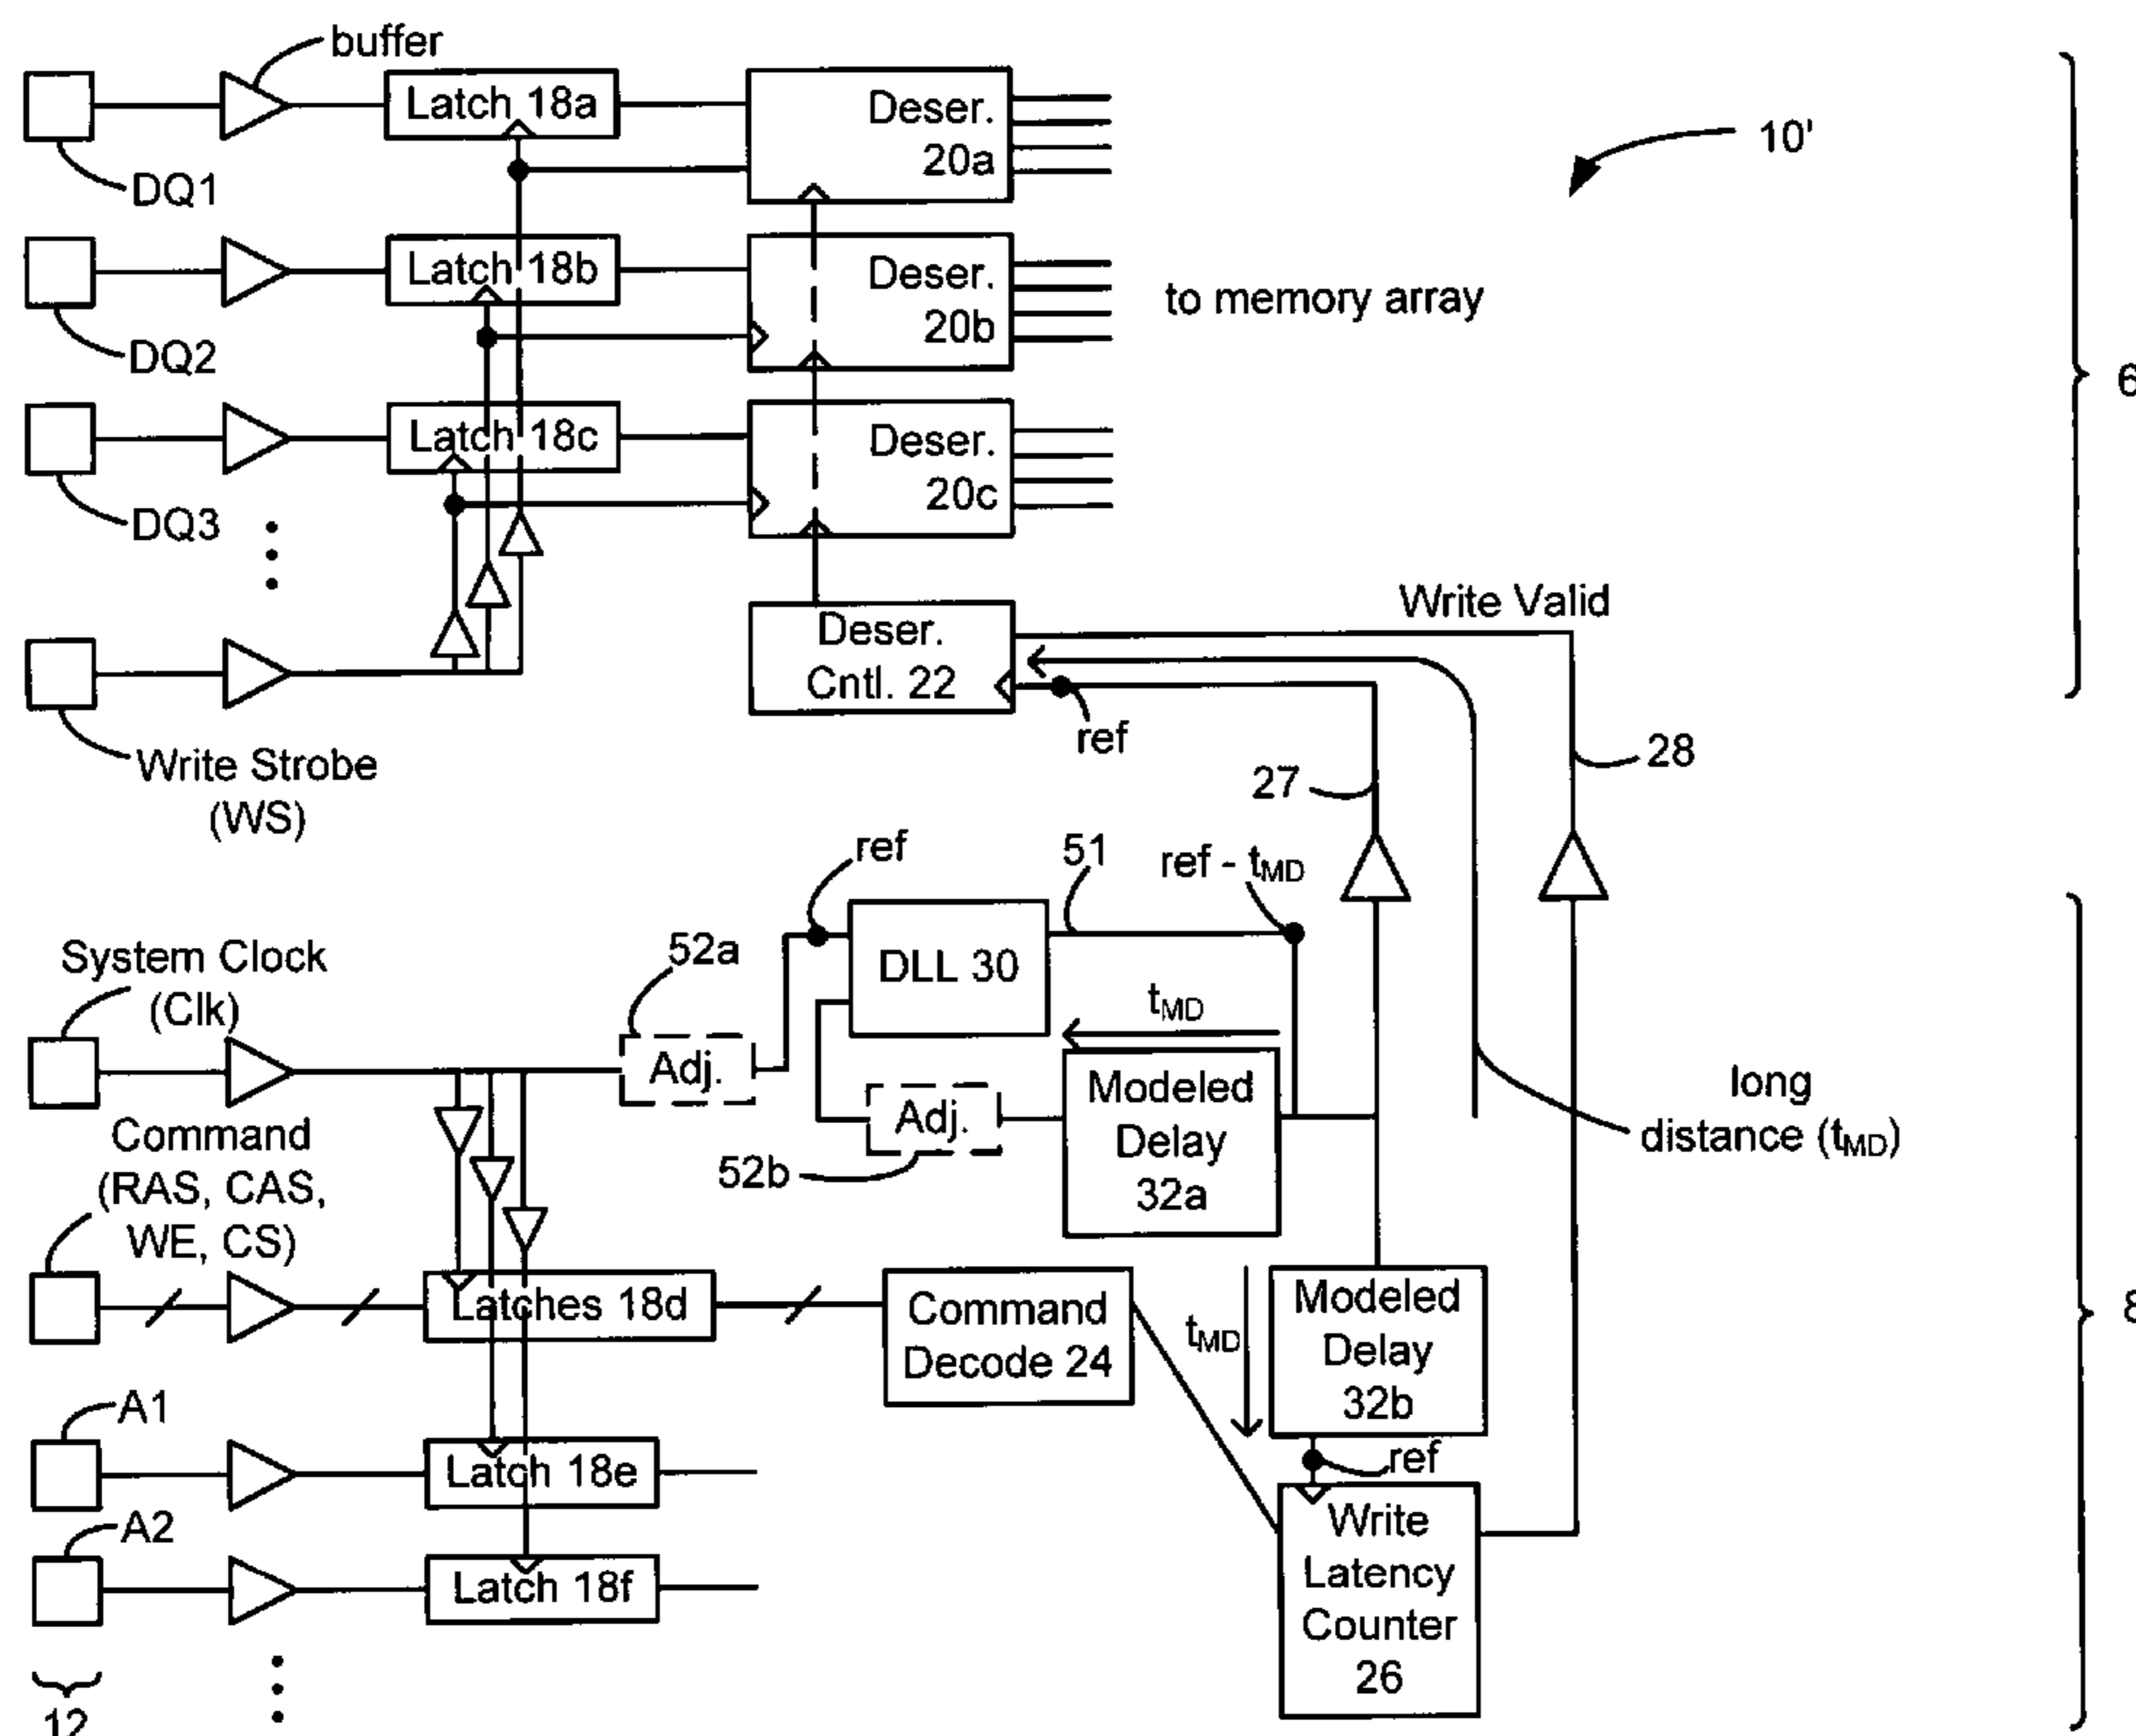 buffer
Latch 18a
Deser.
20a
10'
DQ1
Latch 18b
Deser.
20b
to memory array
DQ2
6
Latch 18c
Deser.
20c
DQ3
Write Valid
Deser.
Cntl. 22
ref
Write Strobe
(WS)
27
28
ref
51
ref - tMD
52a
System Clock
(Clk)
DLL 30
tMD
Adj.
Modeled
Delay
32a
Adj.
52b
long
distance (tMD)
Command
(RAS, CAS,
WE, CS)
Latches 18d
Command
Decode 24
tMD
Modeled
Delay
32b
8
A1
Latch 18e
ref
A2
Latch 18f
Write
Latency
Counter
26
12